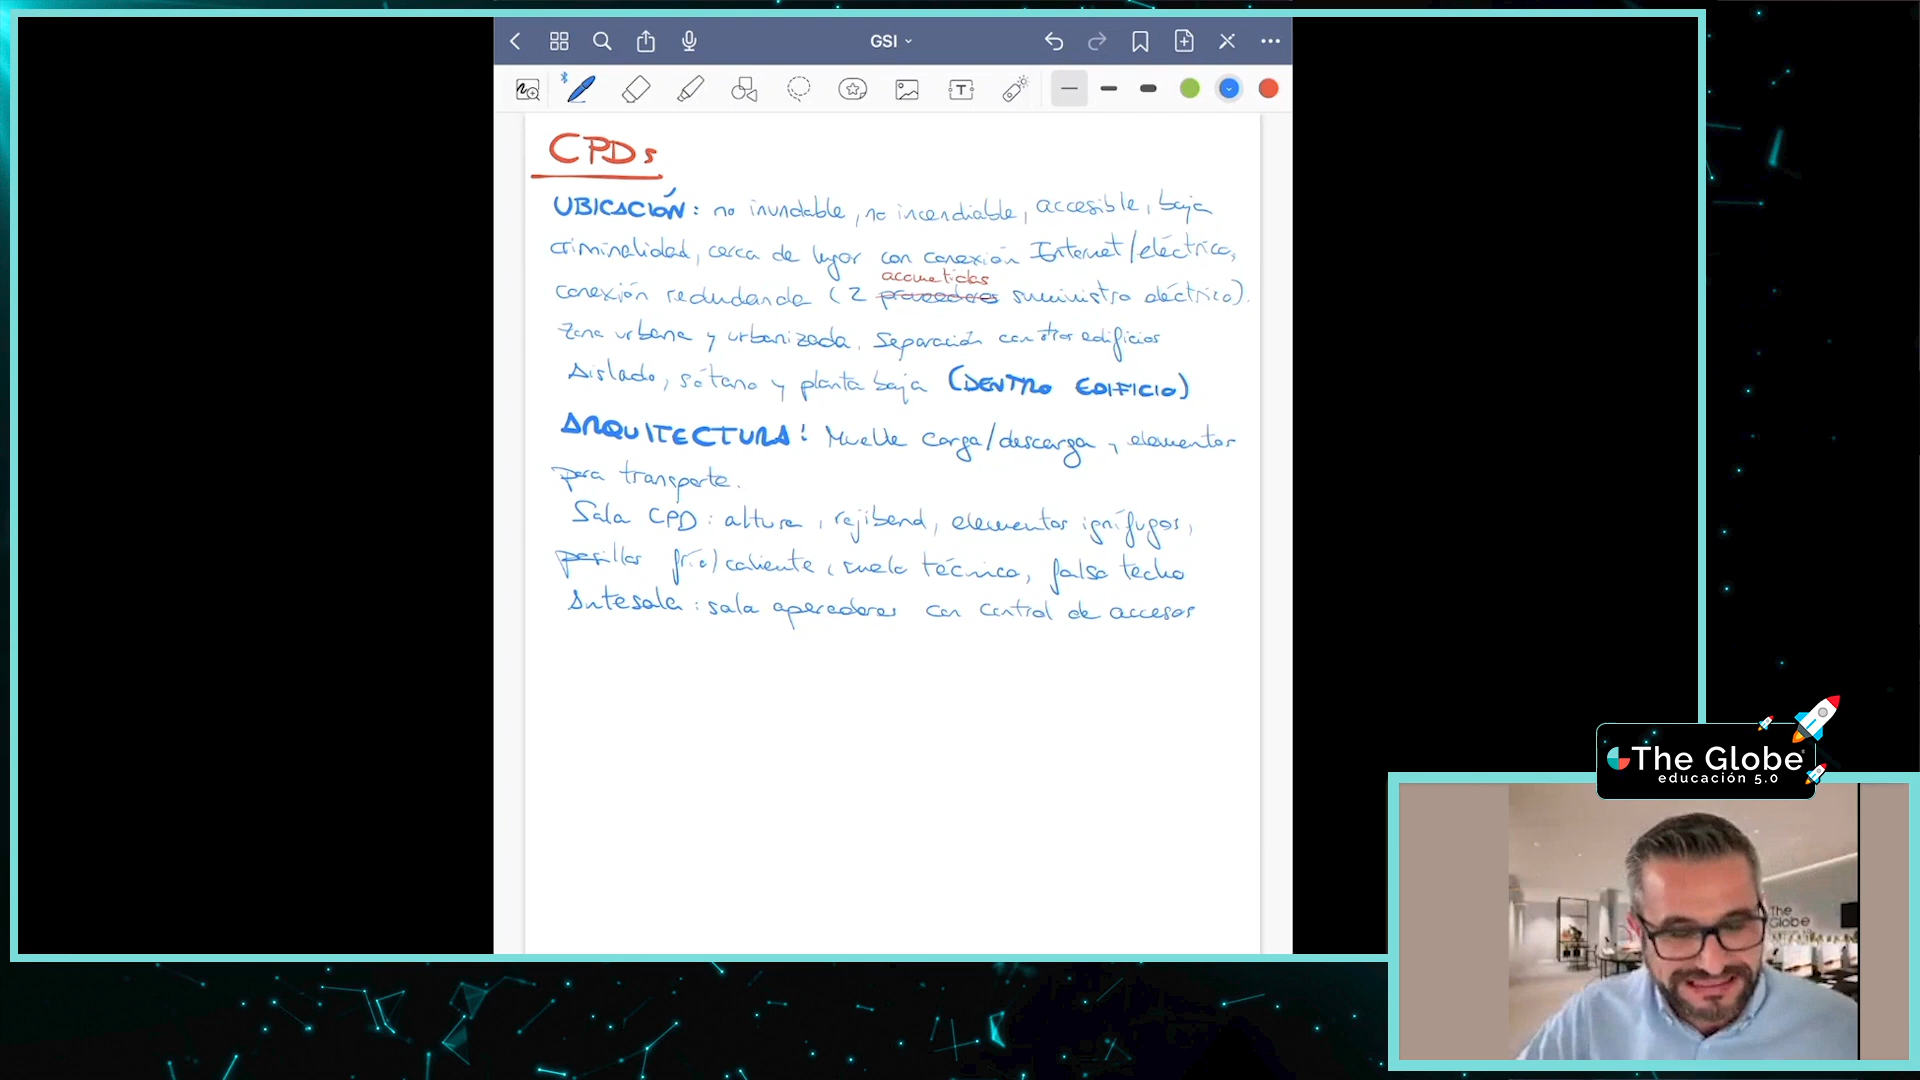 GSI
CPDs
UBICACIÓN: no inundable, no incendiable, accesible, baja
criminalidad, cerca de lugar con conexión Internet/eléctrica,
acometidas
conexión redundande (2 proveedores suministro eléctrico).
Zona urbana y urbanizada. Separación con otros edificios
Aislado, sótano y planta baja (DENTRO EDIFICIO)
ARQUITECTURA: Muelle carga/descarga y elementos
para transporte.
Sala CPD: altura, rejiband, elementos ignífugos,
pasillos frío/caliente, suelo técnico, falso techo
Antesala: sala operadores con control de accesos
The Globe
educación 5.0
The
Globe